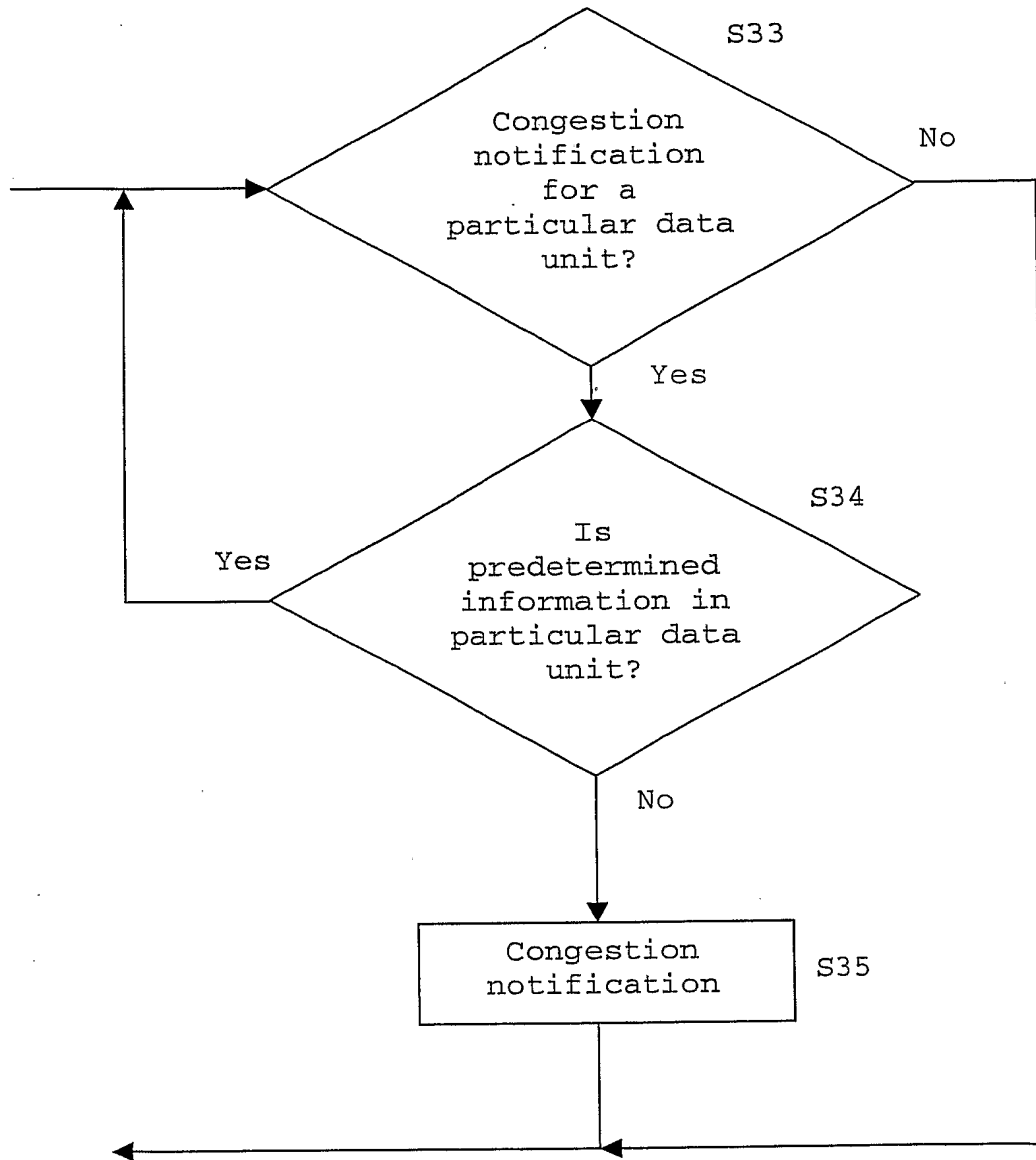 S33
Congestion
notification
for a
particular data
unit?
No
Yes
S34
Is
predetermined
information in
particular data
unit?
Yes
No
Congestion
notification
S35